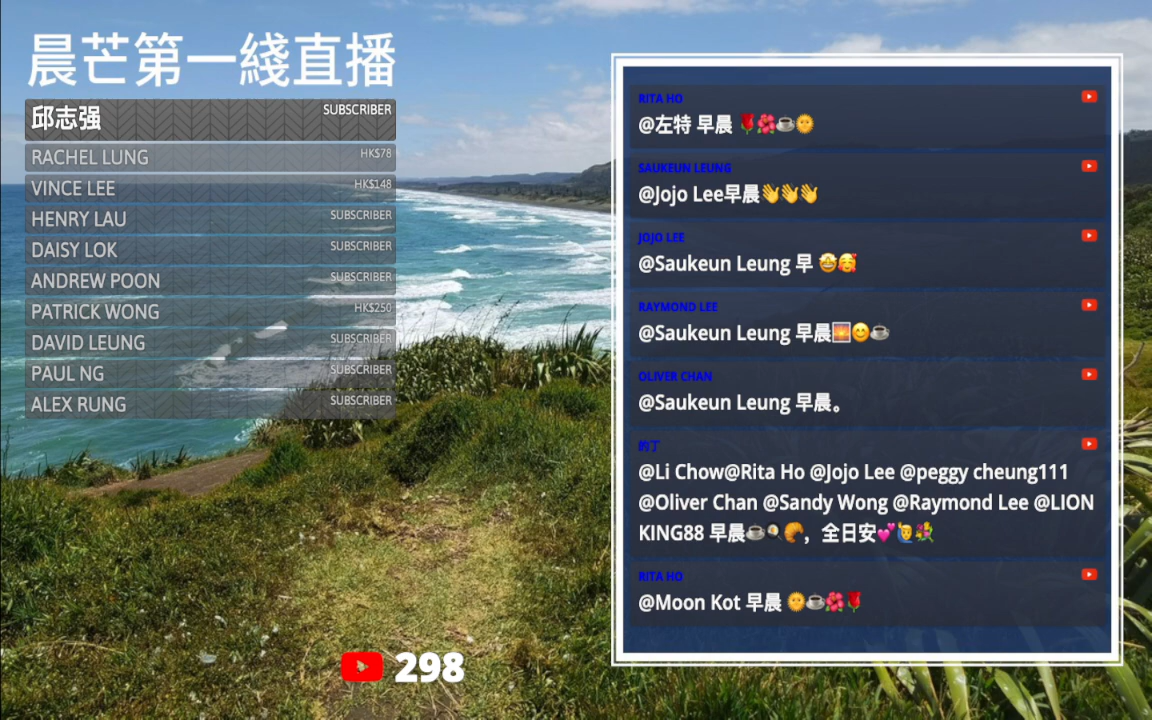 晨芒第一綫直播
邱志强 SUBSCRIBER
RACHEL LUNG HK$78
VINCE LEE HK$148
HENRY LAU SUBSCRIBER
DAISY LOK SUBSCRIBER
ANDREW POON SUBSCRIBER
PATRICK WONG HK$250
DAVID LEUNG SUBSCRIBER
PAUL NG SUBSCRIBER
ALEX RUNG SUBSCRIBER
RITA HO
@左特 早晨 🌹🌺☕🌞
SAUKEUN LEUNG
@Jojo Lee早晨👋👋👋
JOJO LEE
@Saukeun Leung 早 🤩🥰
RAYMOND LEE
@Saukeun Leung 早晨🌅😊☕
OLIVER CHAN
@Saukeun Leung 早晨。
的丁
@Li Chow@Rita Ho @Jojo Lee @peggy cheung111
@Oliver Chan @Sandy Wong @Raymond Lee @LION
KING88 早晨☕🍳🥐，全日安💕🙋‍♂️💐
RITA HO
@Moon Kot 早晨 🌞☕🌺🌹
298